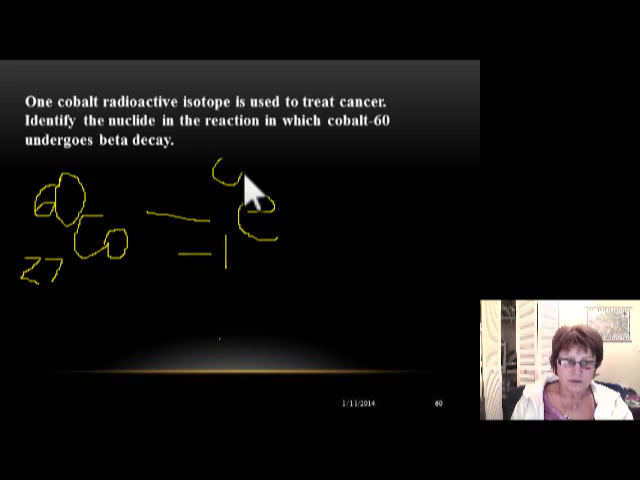 One cobalt radioactive isotope is used to treat cancer.
Identify the nuclide in the reaction in which cobalt-60
undergoes beta decay.
60
Co — e
27 -1
1/11/2014 60